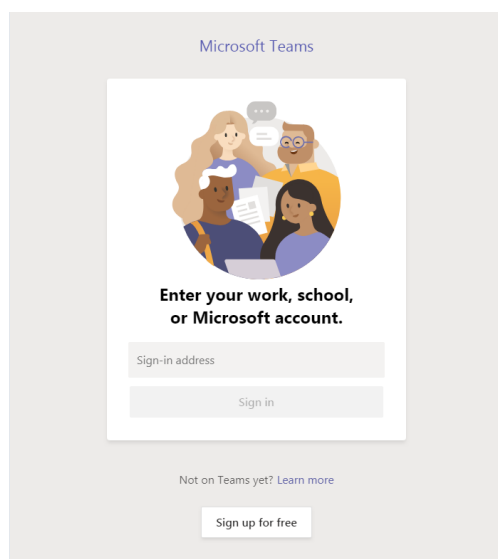 Microsoft Teams
Enter your work, school,
or Microsoft account.
Sign-in address
Sign in
Not on Teams yet? Learn more
Sign up for free